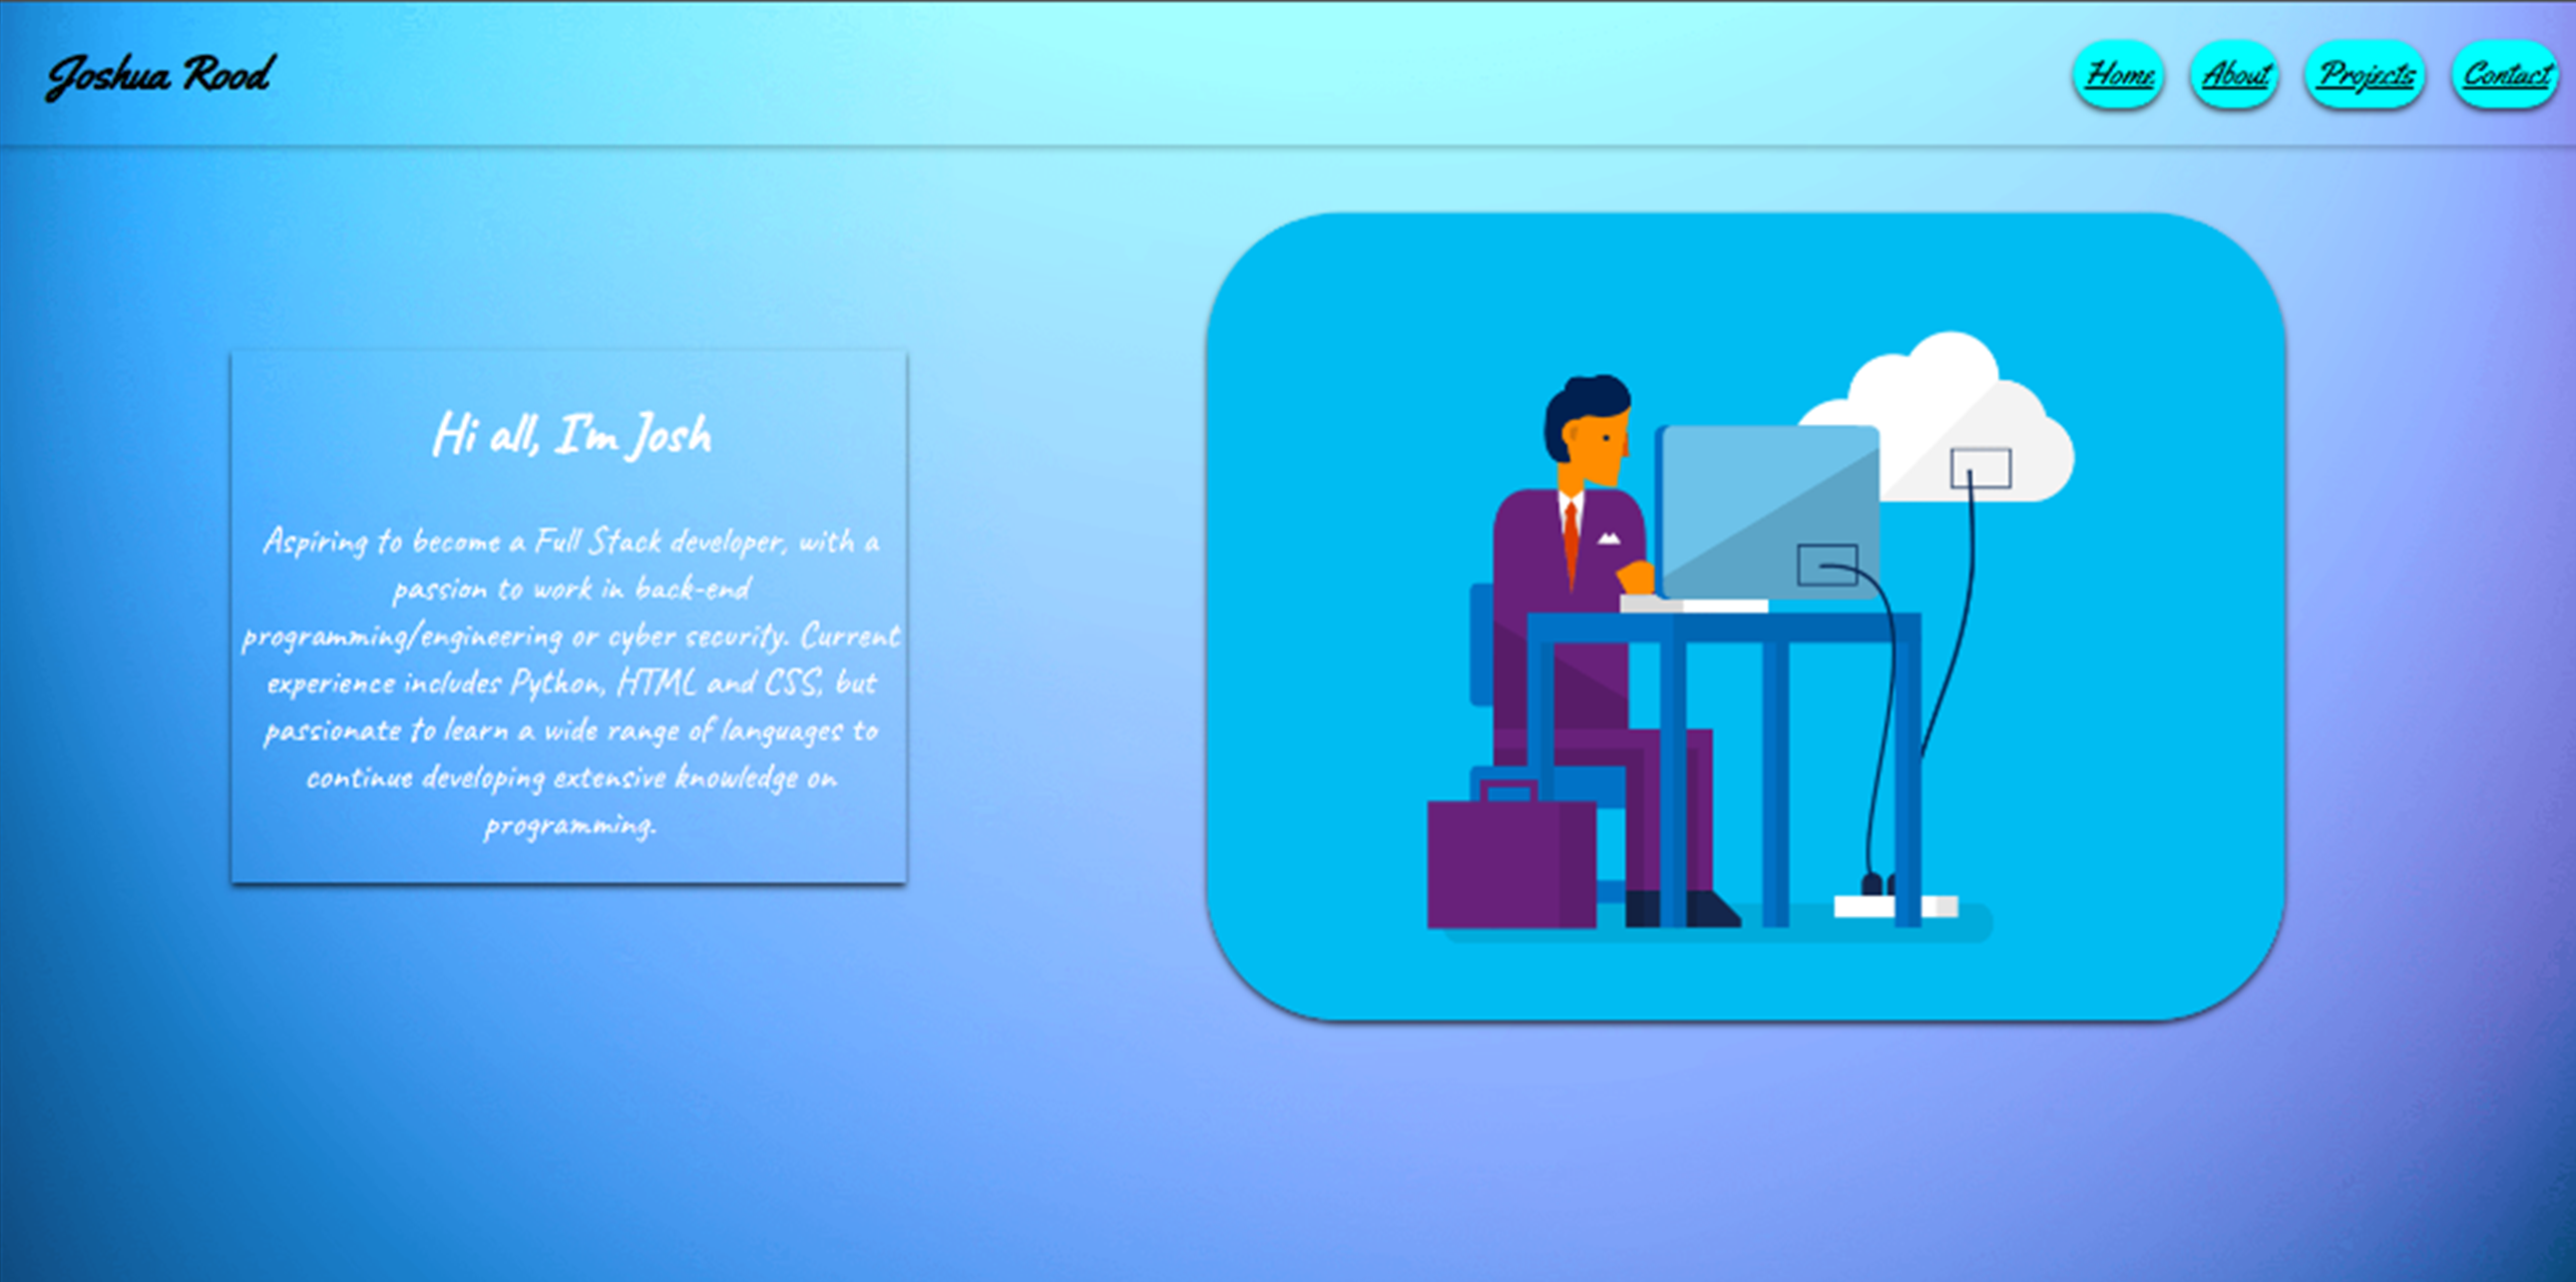 Joshua Rood
Home About Projects Contact
Hi all, I'm Josh
Aspiring to become a Full Stack developer, with a
passion to work in back-end
programming/engineering or cyber security. Current
experience includes Python, HTML and CSS, but
passionate to learn a wide range of languages to
continue developing extensive knowledge on
programming.